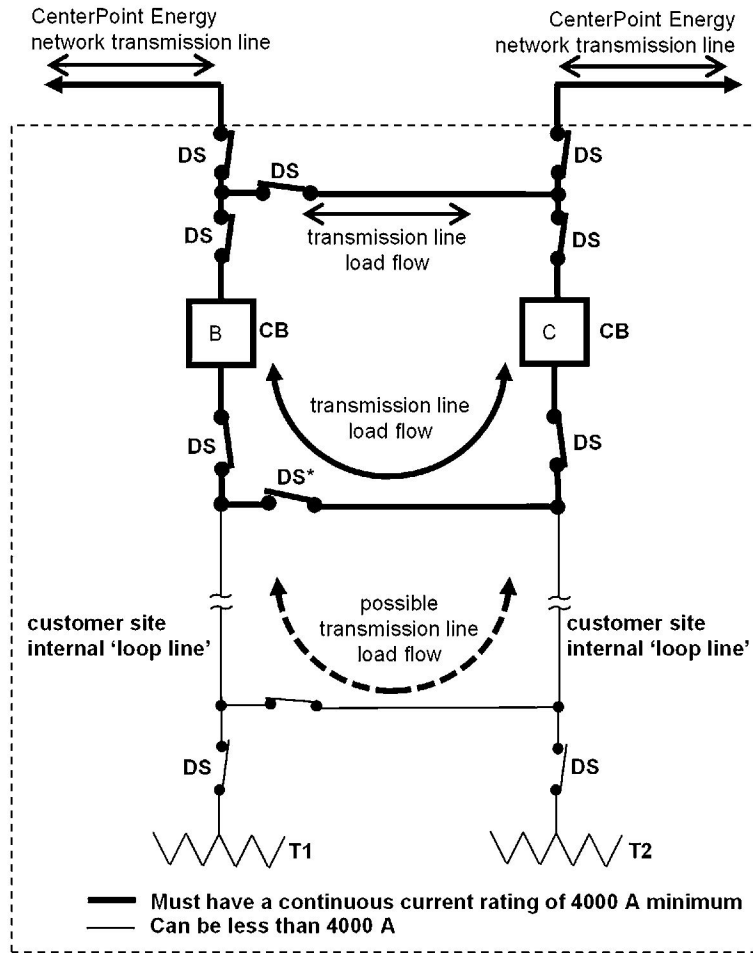 CenterPoint Energy
network transmission line
CenterPoint Energy
network transmission line
DS
DS
DS
DS
DS
transmission line
load flow
B
CB
C
CB
transmission line
load flow
DS
DS
DS*
customer site
internal ‘loop line’
possible
transmission line
load flow
customer site
internal ‘loop line’
DS
DS
T1
T2
Must have a continuous current rating of 4000 A minimum
Can be less than 4000 A